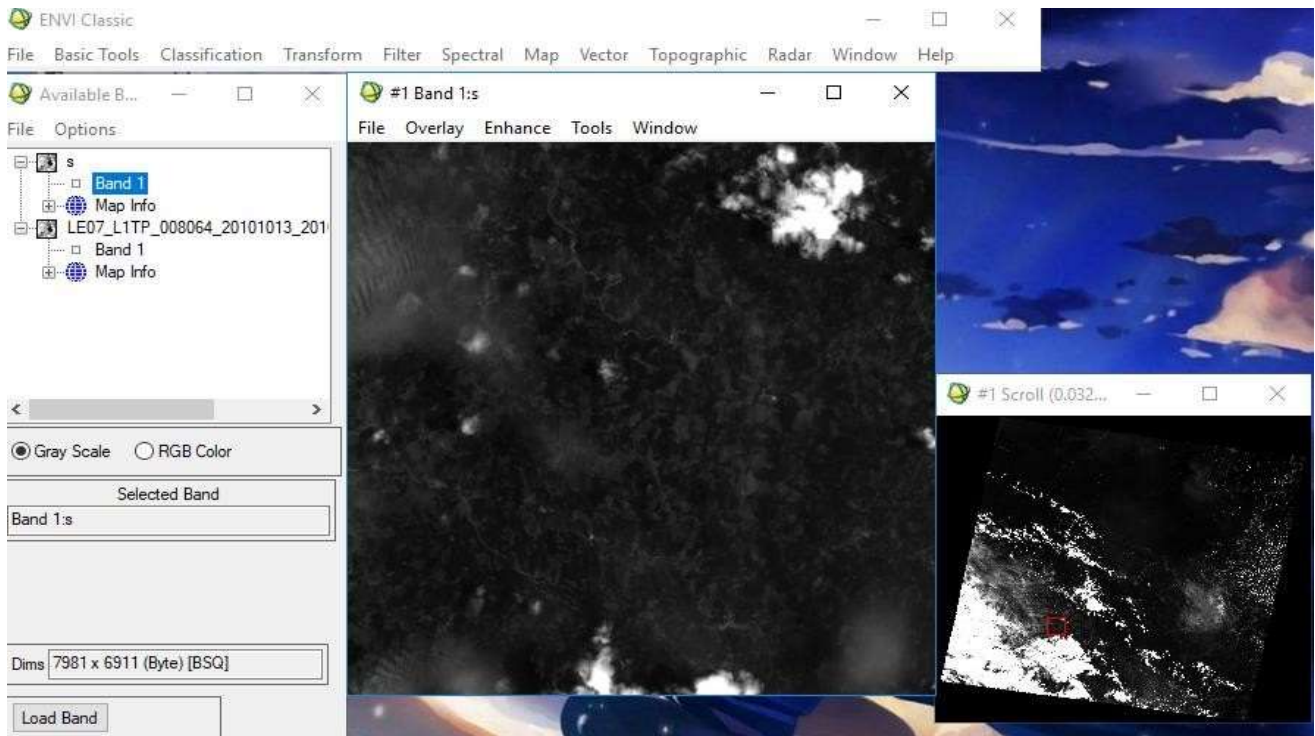 ENVI Classic
File Basic Tools Classification Transform Filter Spectral Map Vector Topographic Radar Window Help
Available B...
File Options
s
Band 1
Map Info
LE07_L1TP_008064_20101013_201
Band 1
Map Info
Gray Scale RGB Color
Selected Band
Band 1:s
Dims 7981 x 6911 (Byte) [BSQ]
Load Band
#1 Band 1:s
File Overlay Enhance Tools Window
#1 Scroll (0.032...